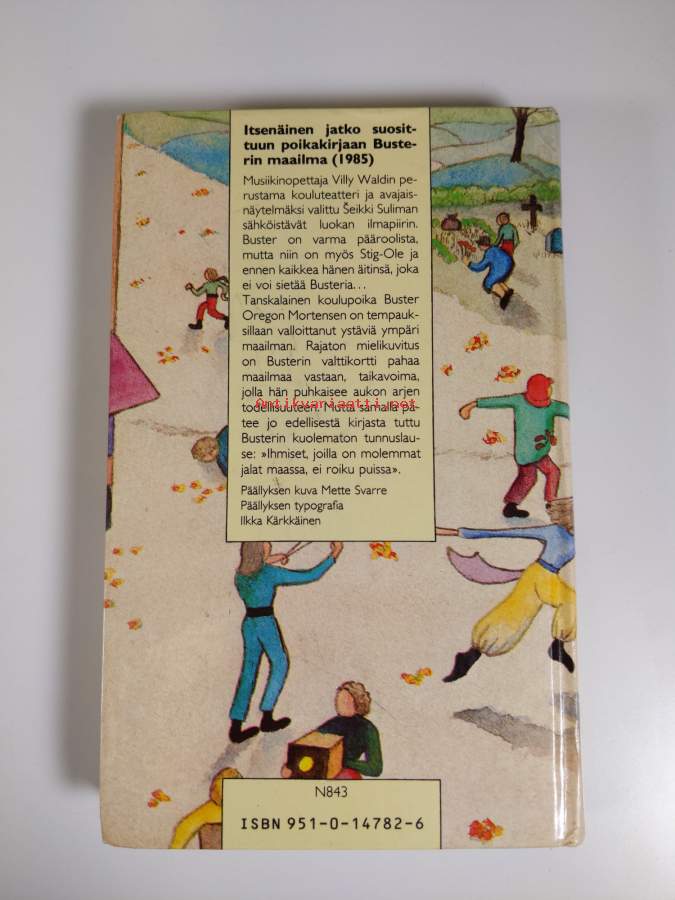 Itsenäinen jatko suosit-
tuun poikakirjaan Buste-
rin maailma (1985)
Musiikinopettaja Villy Waldin pe-
rustama kouluteatteri ja avajais-
näytelmäksi valittu Šeikki Suliman
sähköistävät luokan ilmapiirin.
Buster on varma pääroolista,
mutta niin on myös Stig-Ole ja
ennen kaikkea hänen äitinsä, joka
ei voi sietää Busteria...
Tanskalainen koulupoika Buster
Oregon Mortensen on tempauk-
sillaan valloittanut ystäviä ympäri
maailman. Rajaton mielikuvitus
on Busterin valttikortti pahaa
maailmaa vastaan, taikavoima,
jolla hän puhkaisee aukon arjen
antikvariaatti.net
todellisuuteen. Mutta samalla pä-
tee jo edellisestä kirjasta tuttu
Busterin kuolematon tunnuslau-
se: »Ihmiset, joilla on molemmat
jalat maassa, ei roiku puissa».
Päällyksen kuva Mette Svarre
Päällyksen typografia
Ilkka Kärkkäinen
N843
ISBN 951-0-14782-6